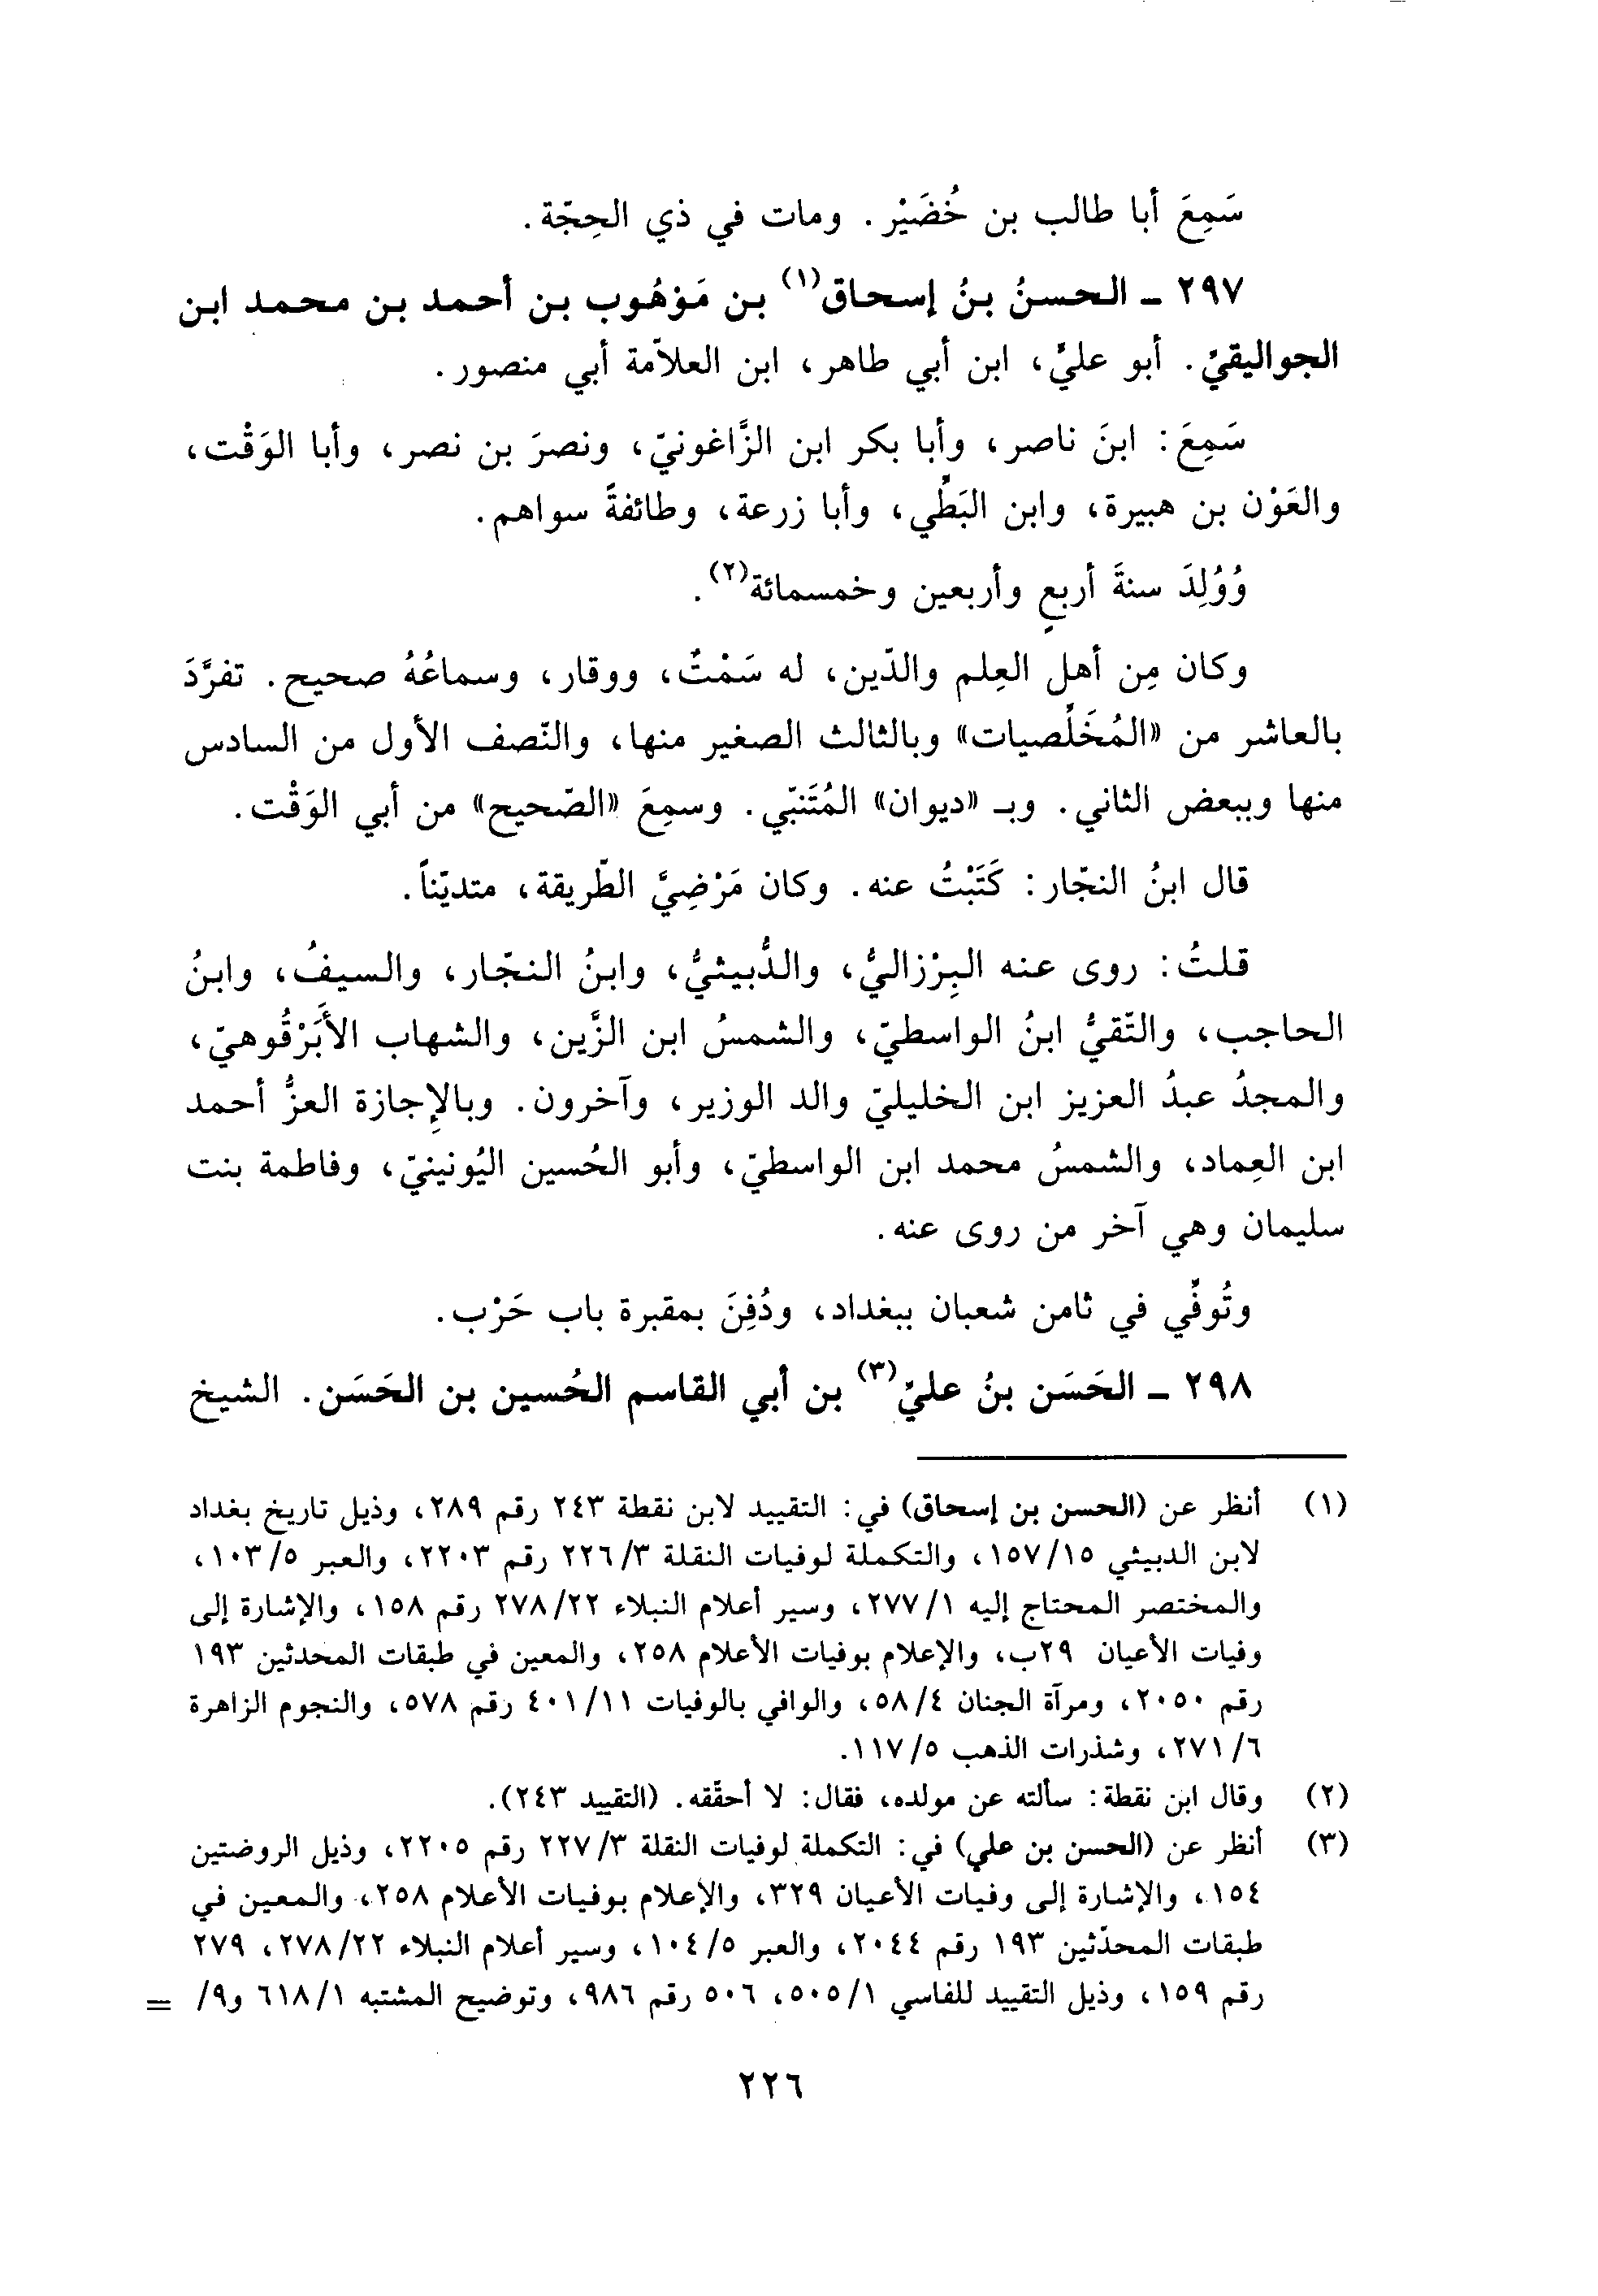 سَمِعَ أبا طالب بن خُضَيْر. ومات في ذي الحِجّة.
٢٩٧ ـ الحسنُ بنُ إسحاق(١) بن مَوْهُوب بن أحمد بن محمد ابن
الجواليقيّ. أبو عليّ، ابن أبي طاهر، ابن العلاّمة أبي منصور.
سَمِعَ: ابنَ ناصر، وأبا بكر ابن الزَّاغونيّ، ونصرَ بن نصر، وأبا الوَقْت،
والعَوْن بن هبيرة، وابن البَطِّي، وأبا زرعة، وطائفةً سواهم.
وُوُلِدَ سنةَ أربعٍ وأربعين وخمسمائة(٢).
وكان مِن أهل العِلم والدّين، له سَمْتٌ، ووقار، وسماعُهُ صحيح. تفرَّدَ
بالعاشر من «المُخَلِّصيات» وبالثالث الصغير منها، والنّصف الأول من السادس
منها وببعض الثاني. وبـ «ديوان» المُتَنبّي. وسمِعَ «الصّحيح» من أبي الوَقْت.
قال ابنُ النجّار: كَتَبْتُ عنه. وكان مَرْضِيَّ الطّريقة، متديّناً.
قلتُ: روى عنه البِرْزاليُّ، والدُّبيثيُّ، وابنُ النجّار، والسيفُ، وابنُ
الحاجب، والتّقيُّ ابنُ الواسطيّ، والشمسُ ابن الزَّين، والشهاب الأَبَرْقُوهيّ،
والمجدُ عبدُ العزيز ابن الخليليّ والد الوزير، وآخرون. وبالإِجازة العزُّ أحمد
ابن العِماد، والشمسُ محمد ابن الواسطيّ، وأبو الحُسين اليُونينيّ، وفاطمة بنت
سليمان وهي آخر من روى عنه.
وتُوفّي في ثامن شعبان ببغداد، ودُفِنَ بمقبرة باب حَرْب.
٢٩٨ ـ الحَسَن بنُ عليّ(٣) بن أبي القاسم الحُسين بن الحَسَن. الشيخ
(١) أنظر عن (الحسن بن إسحاق) في: التقييد لابن نقطة ٢٤٣ رقم ٢٨٩، وذيل تاريخ بغداد
لابن الدبيثي ١٥٧/١٥، والتكملة لوفيات النقلة ٢٢٦/٣ رقم ٢٢٠٣، والعبر ١٠٣/٥،
والمختصر المحتاج إليه ٢٧٧/١، وسير أعلام النبلاء ٢٧٨/٢٢ رقم ١٥٨، والإشارة إلى
وفيات الأعيان ٢٩ب، والإعلام بوفيات الأعلام ٢٥٨، والمعين في طبقات المحدثين ١٩٣
رقم ٢٠٥٠، ومرآة الجنان ٥٨/٤، والوافي بالوفيات ٤٠١/١١ رقم ٥٧٨، والنجوم الزاهرة
٢٧١/٦، وشذرات الذهب ١١٧/٥.
(٢) وقال ابن نقطة: سألته عن مولده، فقال: لا أحقّقه. (التقييد ٢٤٣).
(٣) أنظر عن (الحسن بن علي) في: التكملة لوفيات النقلة ٢٢٧/٣ رقم ٢٢٠٥، وذيل الروضتين
١٥٤، والإشارة إلى وفيات الأعيان ٣٢٩، والإعلام بوفيات الأعلام ٢٥٨، والمعين في
طبقات المحدّثين ١٩٣ رقم ٢٠٤٤، والعبر ١٠٤/٥، وسير أعلام النبلاء ٢٧٨/٢٢، ٢٧٩
رقم ١٥٩، وذيل التقييد للفاسي ٥٠٥/١، ٥٠٦ رقم ٩٨٦، وتوضيح المشتبه ٦١٨/١ و٩/ =
٢٢٦